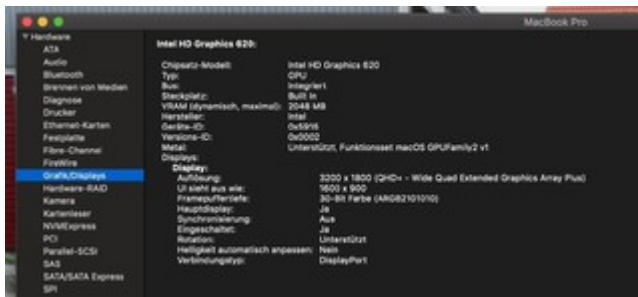 MacBook Pro
Hardware
ATA
Audio
Bluetooth
Brennen von Medien
Diagnose
Drucker
Ethernet-Karten
Festplatte
Fibre-Channel
FireWire
Grafik/Displays
Hardware-RAID
Kamera
Kartenleser
NVMExpress
PCI
Parallel-SCSI
SAS
SATA/SATA Express
SPI
Intel HD Graphics 620:
Chipsatz-Modell: Intel HD Graphics 620
Typ: GPU
Bus: Integriert
Steckplatz: Built In
VRAM (dynamisch, maximal): 2048 MB
Hersteller: Intel
Geräte-ID: 0x5916
Versions-ID: 0x0002
Metal: Unterstützt, Funktionsset macOS GPUFamily2 v1
Displays:
Display:
Auflösung: 3200 x 1800 (QHD+ - Wide Quad Extended Graphics Array Plus)
UI sieht aus wie: 1600 x 900
Framepuffertiefe: 30-Bit Farbe (ARGB2101010)
Hauptdisplay: Ja
Synchronisierung: Aus
Eingeschaltet: Ja
Rotation: Unterstützt
Helligkeit automatisch anpassen: Nein
Verbindungstyp: DisplayPort